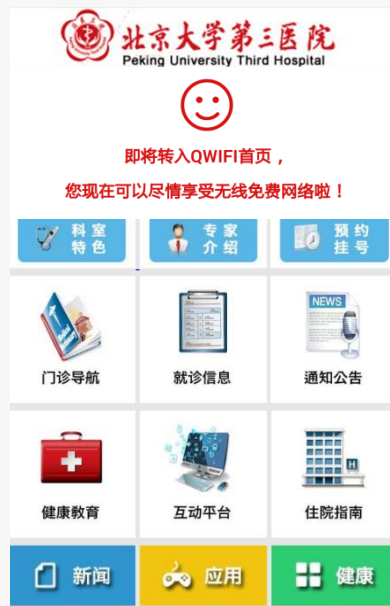 北京大学第三医院
Peking University Third Hospital
即将转入QWIFI首页，
您现在可以尽情享受无线免费网络啦！
科室
特色
专家
介绍
预约
挂号
NEWS
门诊导航
就诊信息
通知公告
健康教育
互动平台
住院指南
新闻
应用
健康